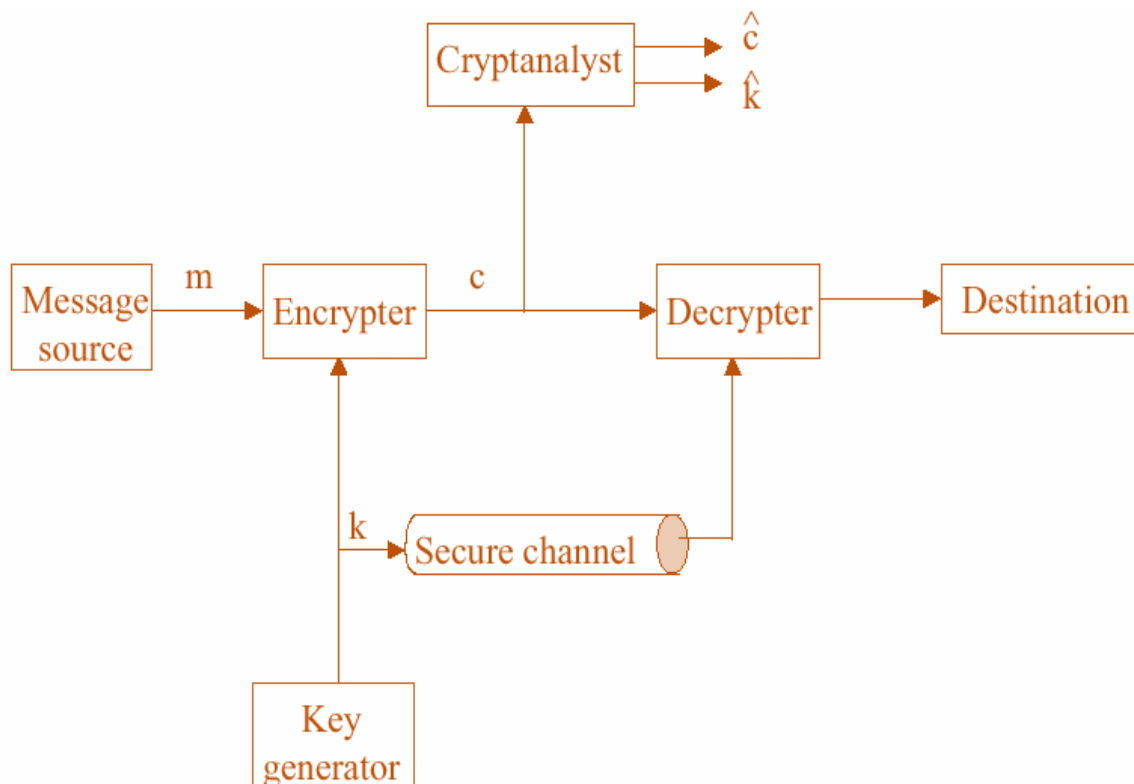 Cryptanalyst
ĉ
k̂
Message
source
m
Encrypter
c
Decrypter
Destination
k
Secure channel
Key
generator